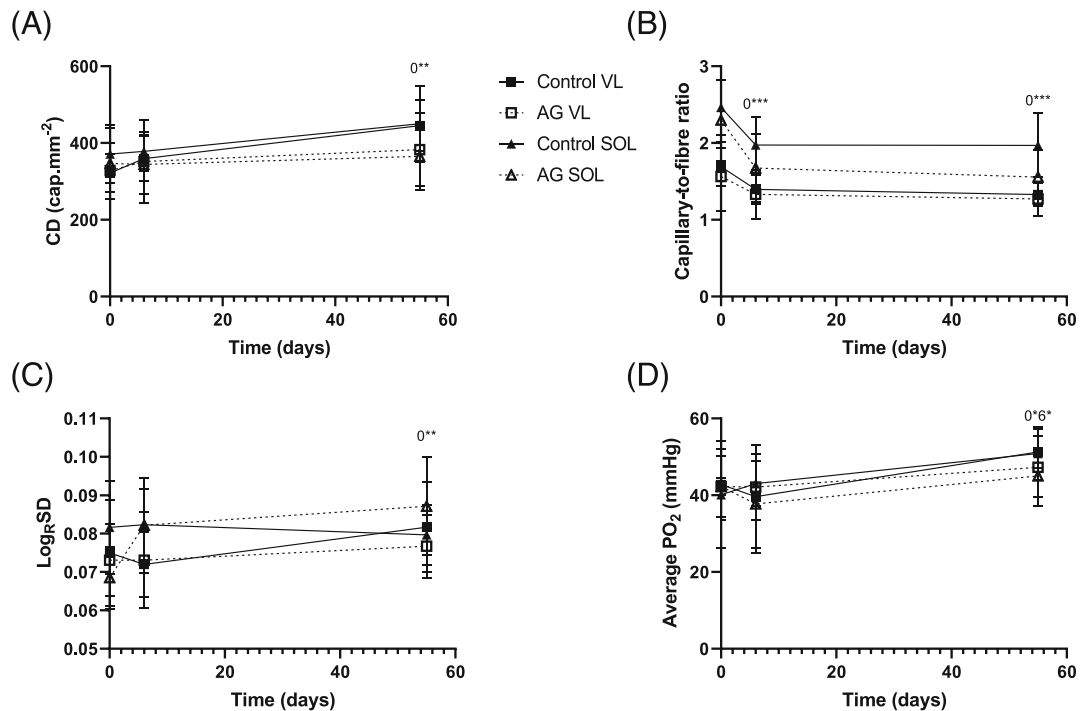 (A)
600
400
200
0
0
20
40
60
CD (cap.mm⁻²)
Time (days)
0**
Control VL
AG VL
Control SOL
AG SOL
(B)
3
2
1
0
0
20
40
60
Capillary-to-fibre ratio
Time (days)
0***
0***
(C)
0.11
0.10
0.09
0.08
0.07
0.06
0.05
0
20
40
60
Log_RSD
Time (days)
0**
(D)
60
40
20
0
0
20
40
60
Average PO₂ (mmHg)
Time (days)
0*6*